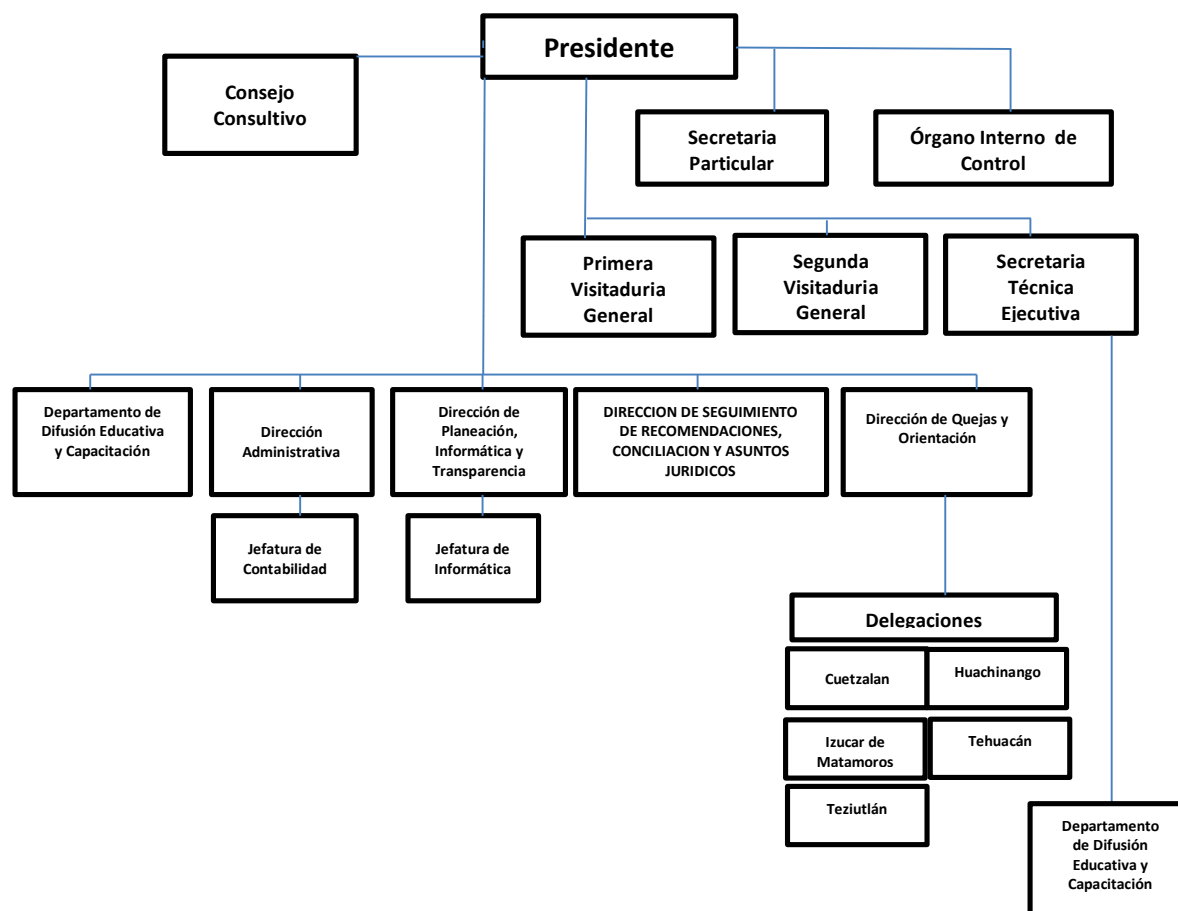 Presidente
Consejo
Consultivo
Secretaria
Particular
Órgano Interno de
Control
Primera
Visitaduria
General
Segunda
Visitaduria
General
Secretaria
Técnica
Ejecutiva
Departamento de
Difusión Educativa
y Capacitación
Dirección
Administrativa
Dirección de
Planeación,
Informática y
Transparencia
DIRECCION DE SEGUIMIENTO
DE RECOMENDACIONES,
CONCILIACION Y ASUNTOS
JURIDICOS
Dirección de Quejas y
Orientación
Jefatura de
Contabilidad
Jefatura de
Informática
Delegaciones
Cuetzalan
Huachinango
Izucar de
Matamoros
Tehuacán
Teziutlán
Departamento
de Difusión
Educativa y
Capacitación